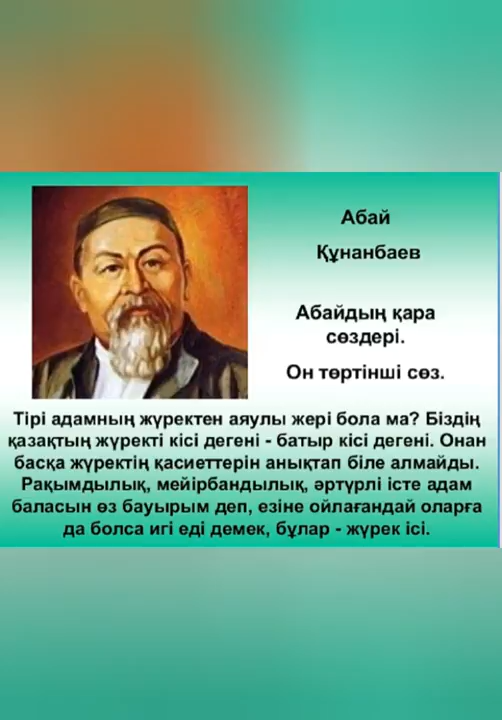 Абай
Құнанбаев
Абайдың қара
сөздері.
Он төртінші сөз.
Тірі адамның жүректен аяулы жері бола ма? Біздің
қазақтың жүректі кісі дегені - батыр кісі дегені. Онан
басқа жүректің қасиеттерін анықтап біле алмайды.
Рақымдылық, мейірбандылық, әртүрлі істе адам
баласын өз бауырым деп, езіне ойлағандай оларға
да болса игі еді демек, бұлар - жүрек ісі.